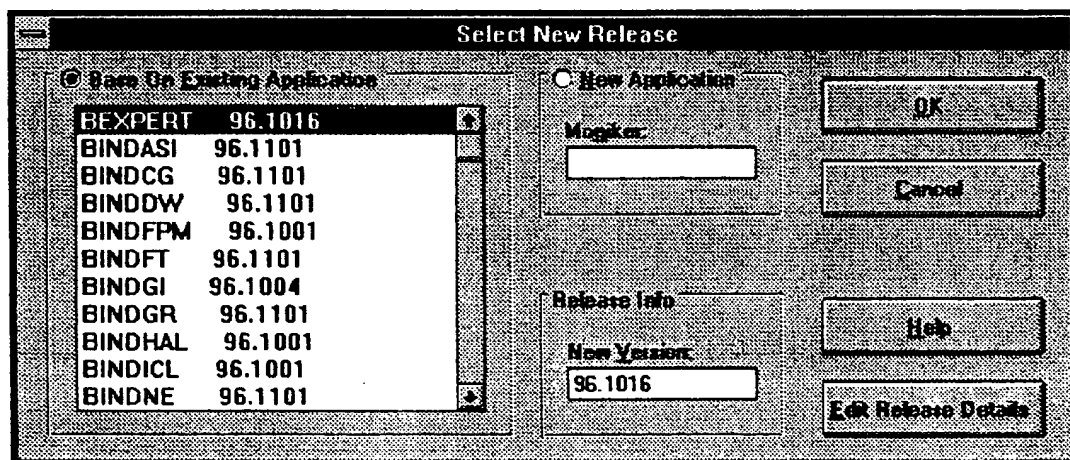 Select New Release
Base On Existing Application
BEXPERT 96.1016
BINDASI 96.1101
BINDCG 96.1101
BINDDW 96.1101
BINDFPM 96.1001
BINDFT 96.1101
BINDGI 96.1004
BINDGR 96.1101
BINDHAL 96.1001
BINDICL 96.1001
BINDNE 96.1101
New Application
Moniker:
Release Info
New Version:
96.1016
OK
Cancel
Help
Edit Release Details